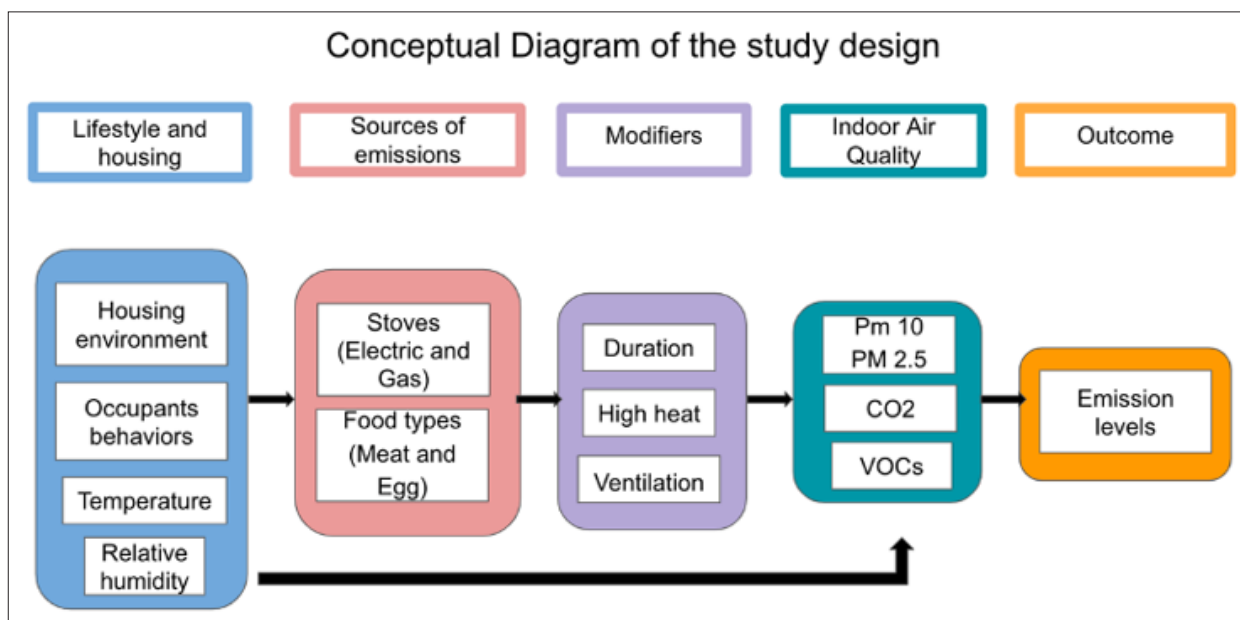 Conceptual Diagram of the study design
Lifestyle and
housing
Sources of
emissions
Modifiers
Indoor Air
Quality
Outcome
Housing
environment
Occupants
behaviors
Temperature
Relative
humidity
Stoves
(Electric and
Gas)
Food types
(Meat and
Egg)
Duration
High heat
Ventilation
Pm 10
PM 2.5
CO2
VOCs
Emission
levels